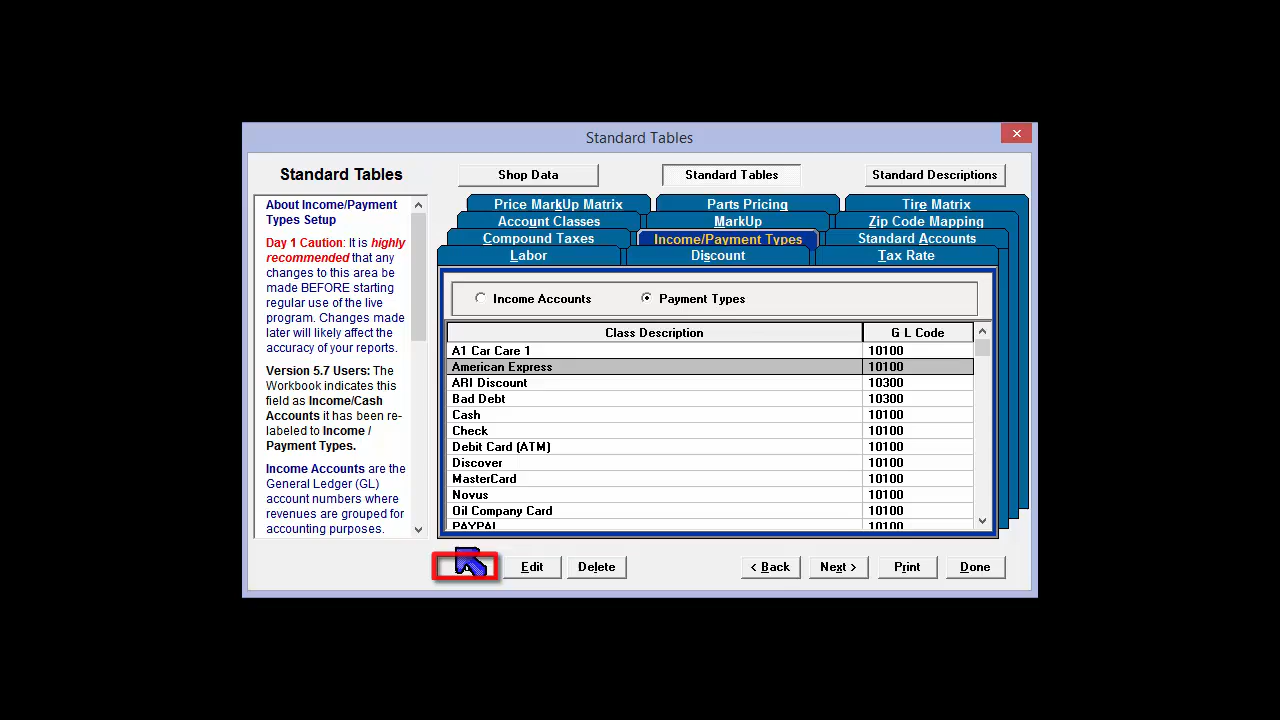 Standard Tables
Standard Tables
Shop Data
Standard Tables
Standard Descriptions
Price MarkUp Matrix
Parts Pricing
Tire Matrix
Account Classes
MarkUp
Zip Code Mapping
Compound Taxes
Income/Payment Types
Standard Accounts
Labor
Discount
Tax Rate
About Income/Payment
Types Setup
Day 1 Caution: It is highly
recommended that any
changes to this area be
made BEFORE starting
regular use of the live
program. Changes made
later will likely affect the
accuracy of your reports.
Version 5.7 Users: The
Workbook indicates this
field as Income/Cash
Accounts it has been re-
labeled to Income /
Payment Types.
Income Accounts are the
General Ledger (GL)
account numbers where
revenues are grouped for
accounting purposes.
Income Accounts
Payment Types
Class Description
G L Code
A1 Car Care 1
10100
American Express
10100
ARI Discount
10300
Bad Debt
10300
Cash
10100
Check
10100
Debit Card (ATM)
10100
Discover
10100
MasterCard
10100
Novus
10100
Oil Company Card
10100
PAYPAL
10100
Edit
Delete
< Back
Next >
Print
Done